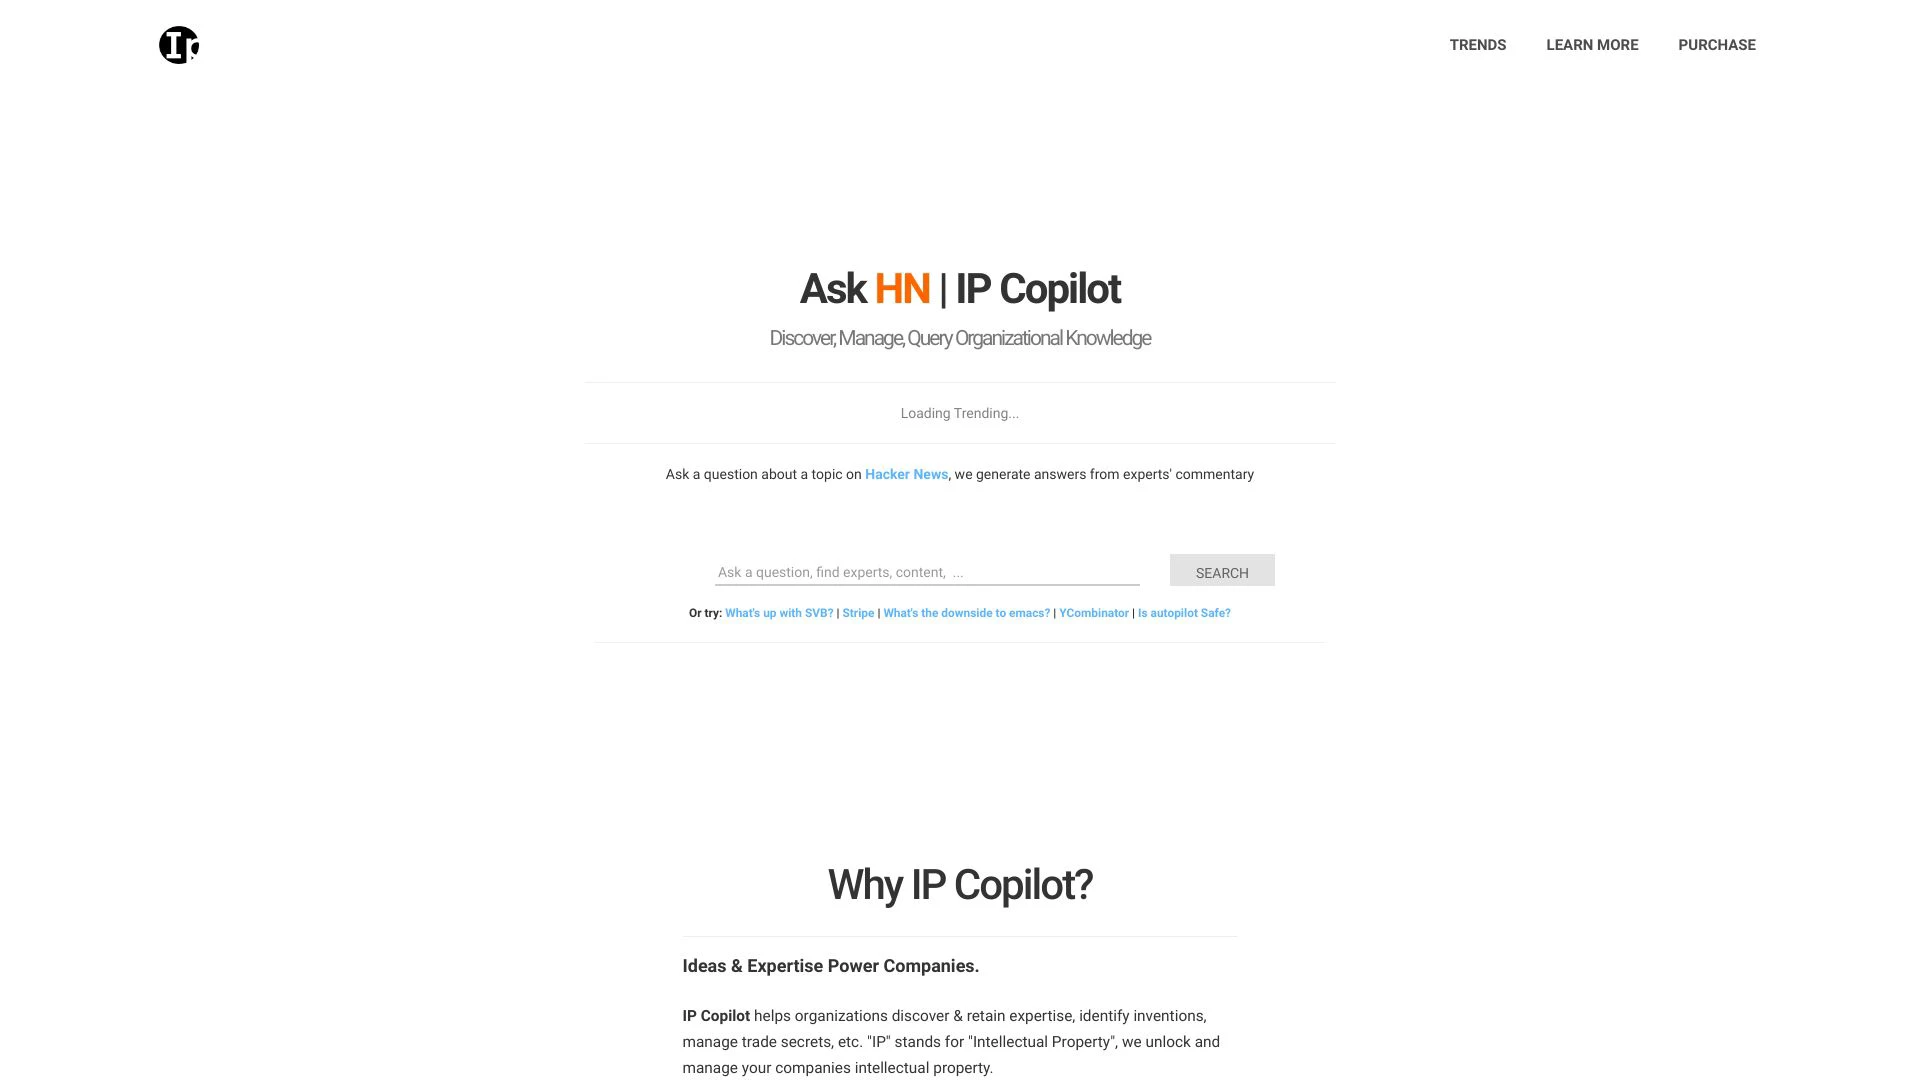 Ip
TRENDS LEARN MORE PURCHASE
Ask HN | IP Copilot
Discover, Manage, Query Organizational Knowledge
Loading Trending...
Ask a question about a topic on Hacker News, we generate answers from experts' commentary
Ask a question, find experts, content, ... SEARCH
Or try: What's up with SVB? | Stripe | What's the downside to emacs? | YCombinator | Is autopilot Safe?
Why IP Copilot?
Ideas & Expertise Power Companies.
IP Copilot helps organizations discover & retain expertise, identify inventions,
manage trade secrets, etc. "IP" stands for "Intellectual Property", we unlock and
manage your companies intellectual property.